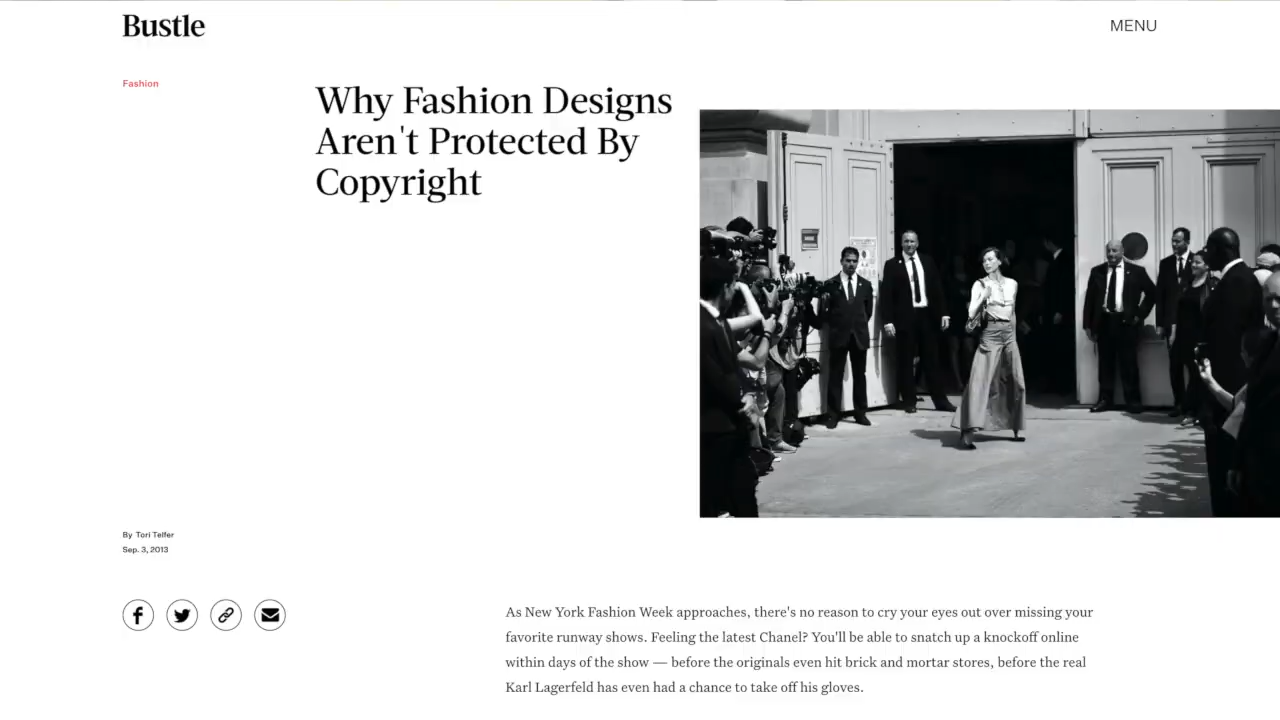 Bustle
MENU
Fashion
Why Fashion Designs
Aren't Protected By
Copyright
By Tori Telfer
Sep. 3, 2013
As New York Fashion Week approaches, there's no reason to cry your eyes out over missing your
favorite runway shows. Feeling the latest Chanel? You'll be able to snatch up a knockoff online
within days of the show — before the originals even hit brick and mortar stores, before the real
Karl Lagerfeld has even had a chance to take off his gloves.